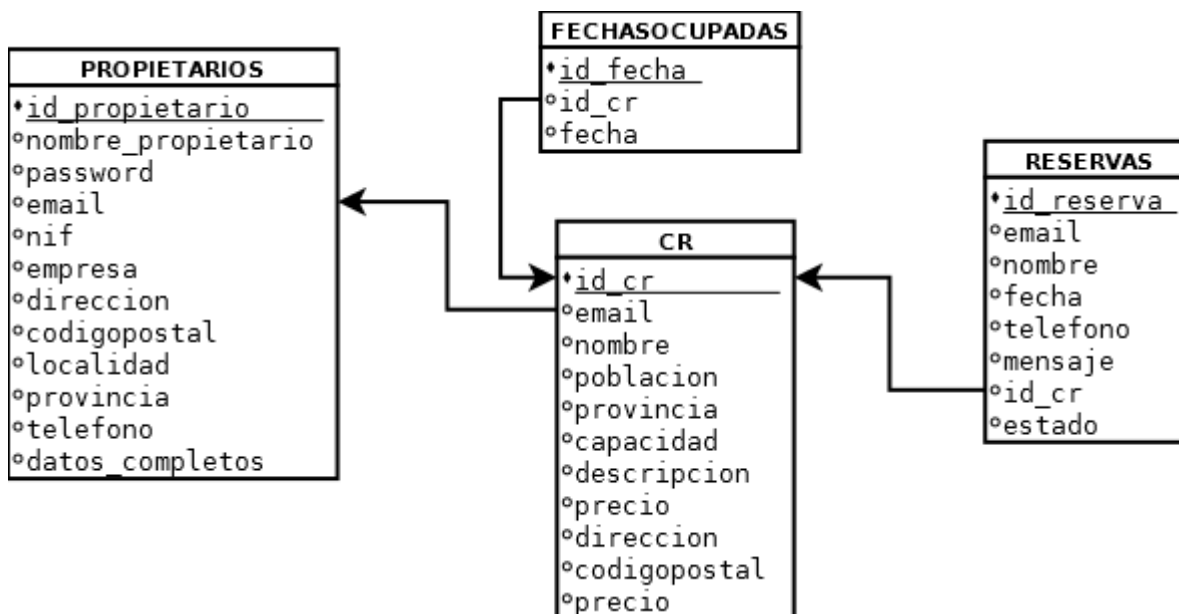 PROPIETARIOS
id_propietario
nombre_propietario
password
email
nif
empresa
direccion
codigopostal
localidad
provincia
telefono
datos_completos
FECHASOCUPADAS
id_fecha
id_cr
fecha
CR
id_cr
email
nombre
poblacion
provincia
capacidad
descripcion
precio
direccion
codigopostal
precio
RESERVAS
id_reserva
email
nombre
fecha
telefono
mensaje
id_cr
estado